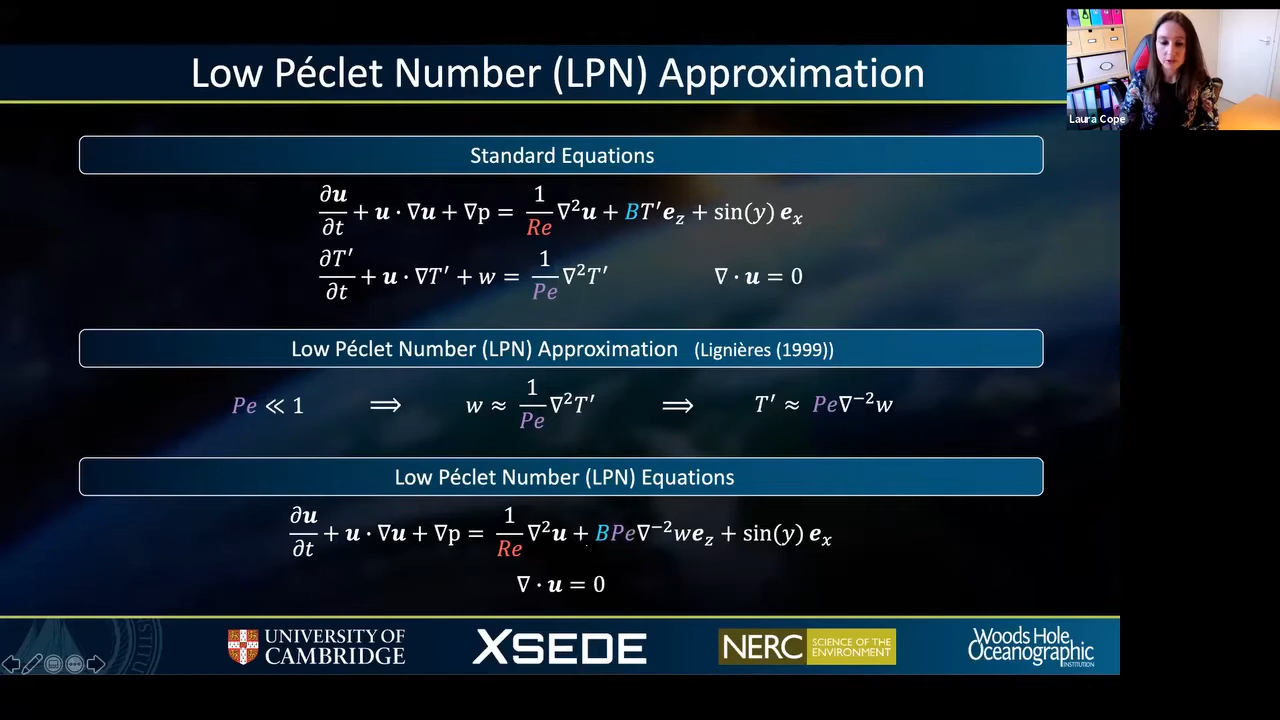 Low Péclet Number (LPN) Approximation
Laura Cope
Standard Equations
∂u/∂t + u · ∇u + ∇p = 1/Re ∇²u + BT′e_z + sin(y) e_x
∂T′/∂t + u · ∇T′ + w = 1/Pe ∇²T′ ∇ · u = 0
Low Péclet Number (LPN) Approximation (Lignières (1999))
Pe ≪ 1 ⟹ w ≈ 1/Pe ∇²T′ ⟹ T′ ≈ Pe∇⁻²w
Low Péclet Number (LPN) Equations
∂u/∂t + u · ∇u + ∇p = 1/Re ∇²u + BPe∇⁻²we_z + sin(y) e_x
∇ · u = 0
UNIVERSITY OF
CAMBRIDGE
XSEDE
NERC SCIENCE OF THE
ENVIRONMENT
Woods Hole
Oceanographic
INSTITUTION